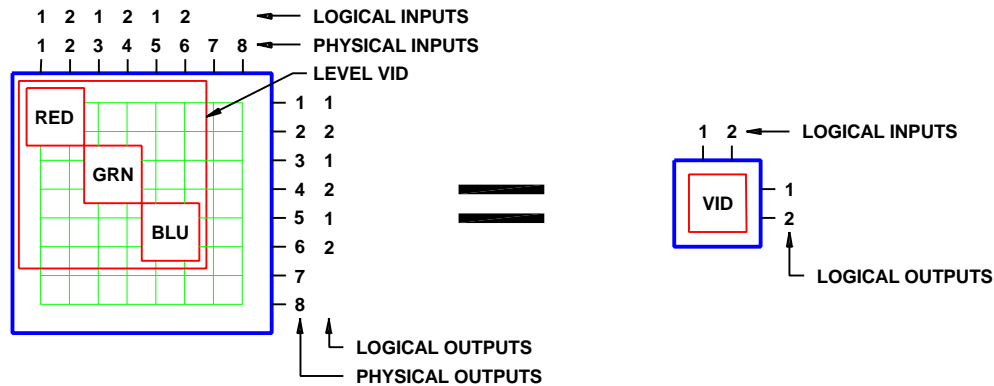 1 2 1 2 1 2 LOGICAL INPUTS
1 2 3 4 5 6 7 8 PHYSICAL INPUTS
LEVEL VID
RED
1 1
2 2
GRN
3 1
4 2
BLU
5 1
6 2
7
8
LOGICAL OUTPUTS
PHYSICAL OUTPUTS
1 2 LOGICAL INPUTS
VID
1
2
LOGICAL OUTPUTS